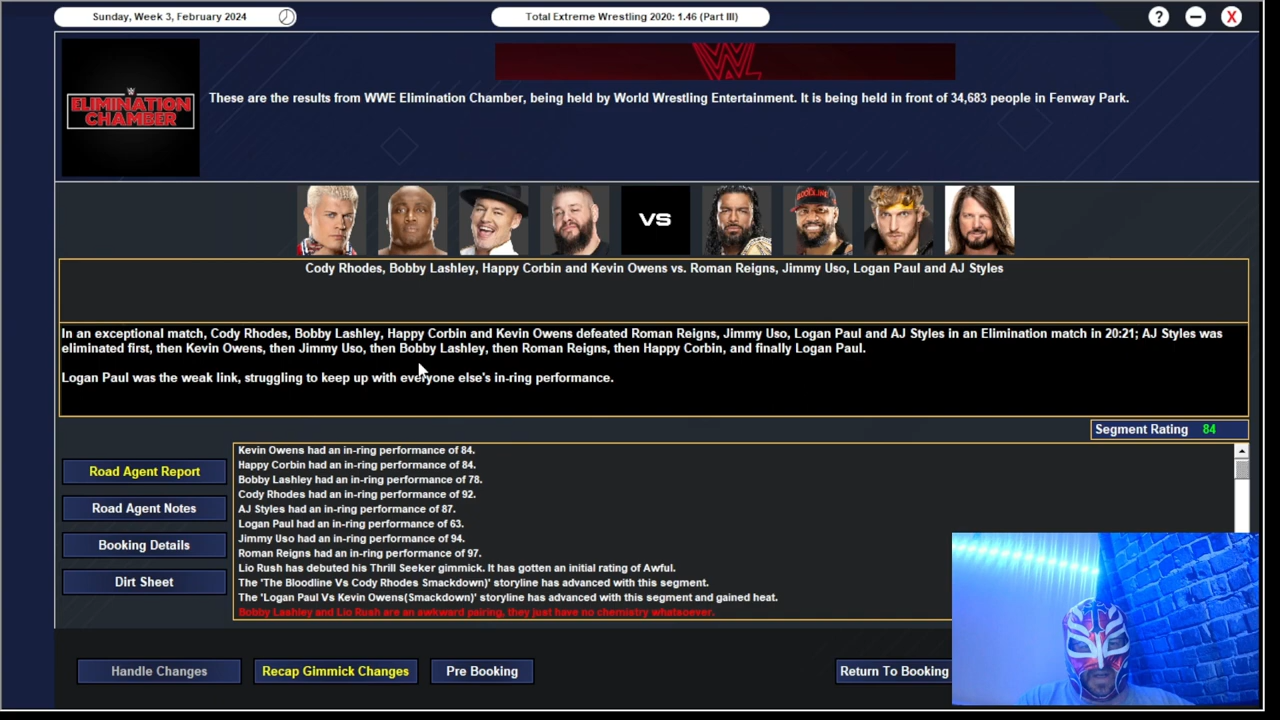 Sunday, Week 3, February 2024
Total Extreme Wrestling 2020: 1.46 (Part III)
?
X
ELIMINATION
CHAMBER
These are the results from WWE Elimination Chamber, being held by World Wrestling Entertainment. It is being held in front of 34,683 people in Fenway Park.
VS
Cody Rhodes, Bobby Lashley, Happy Corbin and Kevin Owens vs. Roman Reigns, Jimmy Uso, Logan Paul and AJ Styles
In an exceptional match, Cody Rhodes, Bobby Lashley, Happy Corbin and Kevin Owens defeated Roman Reigns, Jimmy Uso, Logan Paul and AJ Styles in an Elimination match in 20:21; AJ Styles was
eliminated first, then Kevin Owens, then Jimmy Uso, then Bobby Lashley, then Roman Reigns, then Happy Corbin, and finally Logan Paul.
Logan Paul was the weak link, struggling to keep up with everyone else's in-ring performance.
Segment Rating 84
Road Agent Report
Road Agent Notes
Booking Details
Dirt Sheet
Kevin Owens had an in-ring performance of 84.
Happy Corbin had an in-ring performance of 84.
Bobby Lashley had an in-ring performance of 78.
Cody Rhodes had an in-ring performance of 92.
AJ Styles had an in-ring performance of 87.
Logan Paul had an in-ring performance of 63.
Jimmy Uso had an in-ring performance of 94.
Roman Reigns had an in-ring performance of 97.
Lio Rush has debuted his Thrill Seeker gimmick. It has gotten an initial rating of Awful.
The 'The Bloodline Vs Cody Rhodes Smackdown)' storyline has advanced with this segment.
The 'Logan Paul Vs Kevin Owens(Smackdown)' storyline has advanced with this segment and gained heat.
Bobby Lashley and Lio Rush are an awkward pairing, they just have no chemistry whatsoever.
Handle Changes
Recap Gimmick Changes
Pre Booking
Return To Booking